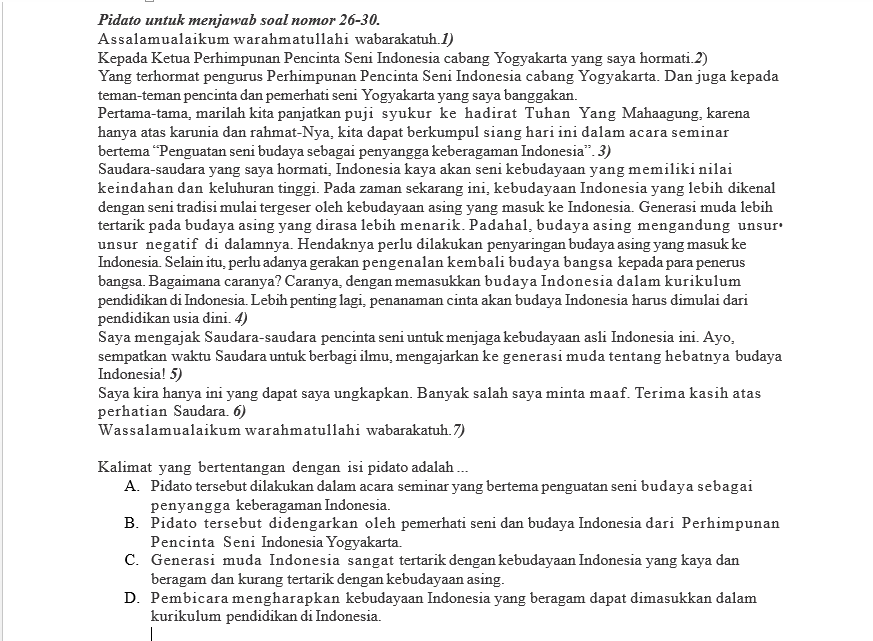 Pidato untuk menjawab soal nomor 26-30.
Assalamualaikum warahmatullahi wabarakatuh.1)
Kepada Ketua Perhimpunan Pencinta Seni Indonesia cabang Yogyakarta yang saya hormati.2)
Yang terhormat pengurus Perhimpunan Pencinta Seni Indonesia cabang Yogyakarta. Dan juga kepada
teman-teman pencinta dan pemerhati seni Yogyakarta yang saya banggakan.
Pertama-tama, marilah kita panjatkan puji syukur ke hadirat Tuhan Yang Mahaagung, karena
hanya atas karunia dan rahmat-Nya, kita dapat berkumpul siang hari ini dalam acara seminar
bertema “Penguatan seni budaya sebagai penyangga keberagaman Indonesia”. 3)
Saudara-saudara yang saya hormati, Indonesia kaya akan seni kebudayaan yang memiliki nilai
keindahan dan keluhuran tinggi. Pada zaman sekarang ini, kebudayaan Indonesia yang lebih dikenal
dengan seni tradisi mulai tergeser oleh kebudayaan asing yang masuk ke Indonesia. Generasi muda lebih
tertarik pada budaya asing yang dirasa lebih menarik. Padahal, budaya asing mengandung unsur-
unsur negatif di dalamnya. Hendaknya perlu dilakukan penyaringan budaya asing yang masuk ke
Indonesia. Selain itu, perlu adanya gerakan pengenalan kembali budaya bangsa kepada para penerus
bangsa. Bagaimana caranya? Caranya, dengan memasukkan budaya Indonesia dalam kurikulum
pendidikan di Indonesia. Lebih penting lagi, penanaman cinta akan budaya Indonesia harus dimulai dari
pendidikan usia dini. 4)
Saya mengajak Saudara-saudara pencinta seni untuk menjaga kebudayaan asli Indonesia ini. Ayo,
sempatkan waktu Saudara untuk berbagi ilmu, mengajarkan ke generasi muda tentang hebatnya budaya
Indonesia! 5)
Saya kira hanya ini yang dapat saya ungkapkan. Banyak salah saya minta maaf. Terima kasih atas
perhatian Saudara. 6)
Wassalamualaikum warahmatullahi wabarakatuh.7)
Kalimat yang bertentangan dengan isi pidato adalah ...
A. Pidato tersebut dilakukan dalam acara seminar yang bertema penguatan seni budaya sebagai
penyangga keberagaman Indonesia.
B. Pidato tersebut didengarkan oleh pemerhati seni dan budaya Indonesia dari Perhimpunan
Pencinta Seni Indonesia Yogyakarta.
C. Generasi muda Indonesia sangat tertarik dengan kebudayaan Indonesia yang kaya dan
beragam dan kurang tertarik dengan kebudayaan asing.
D. Pembicara mengharapkan kebudayaan Indonesia yang beragam dapat dimasukkan dalam
kurikulum pendidikan di Indonesia.